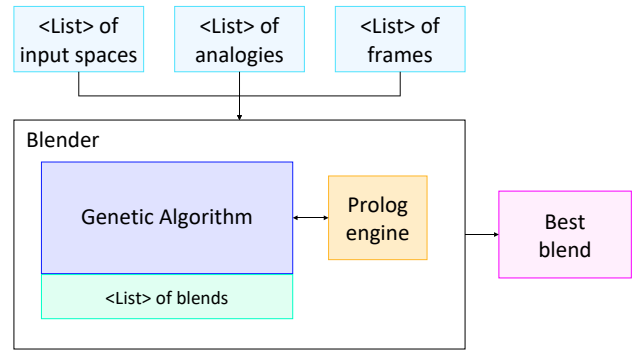 <List> of
input spaces
<List> of
analogies
<List> of
frames
Blender
Genetic Algorithm
Prolog
engine
<List> of blends
Best
blend